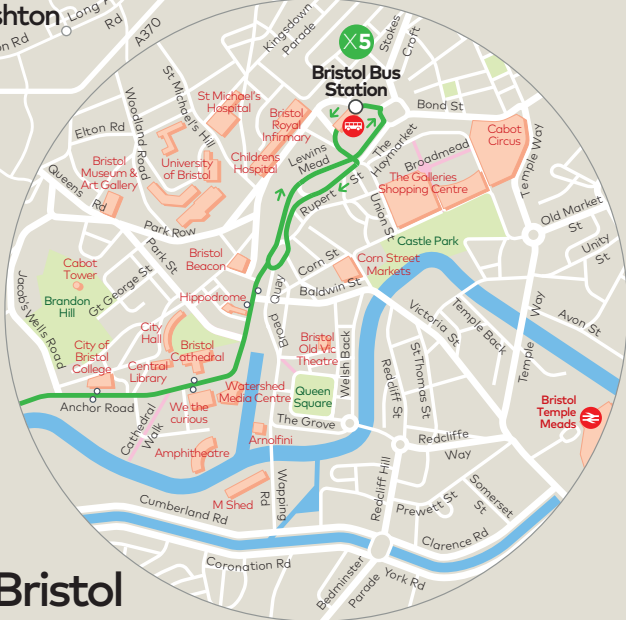 shton
Long A
Rd
on Rd
A370
Kingsdown
Parade
Stokes
Croft
X5
Bristol Bus
Station
Bond St
St Michael's
Hospital
St Michael's Hill
Woodland Road
Elton Rd
Bristol
Royal
Infirmary
Childrens
Hospital
Lewins
Mead
The
Haymarket
Broadmead
Cabot
Circus
Temple Way
Bristol
Museum &
Art Gallery
University
of Bristol
Queens Rd
Rupert St
The Galleries
Shopping Centre
Union St
Old Market
St
Unity
St
Park Row
Park St
Castle Park
Cabot
Tower
Brandon
Hill
Gt George St
Bristol
Beacon
Corn St
Corn Street
Markets
Hippodrome
Baldwin St
Jacob's Wells Road
Broad
Quay
Victoria St
Temple Back
Temple Way
Avon St
City
Hall
Bristol
Cathedral
Bristol
Old Vic
Theatre
Welsh Back
Redcliff St
St Thomas St
City of
Bristol
College
Central
Library
Watershed
Media Centre
Queen
Square
Bristol
Temple
Meads
Anchor Road
Cathedral
Walk
We the
curious
The Grove
Redcliffe
Way
Amphitheatre
Arnolfini
M Shed
Wapping
Rd
Redcliff Hill
Prewett St
Somerset
St
Cumberland Rd
Clarence Rd
Coronation Rd
Bedminster
Parade
York Rd
Bristol